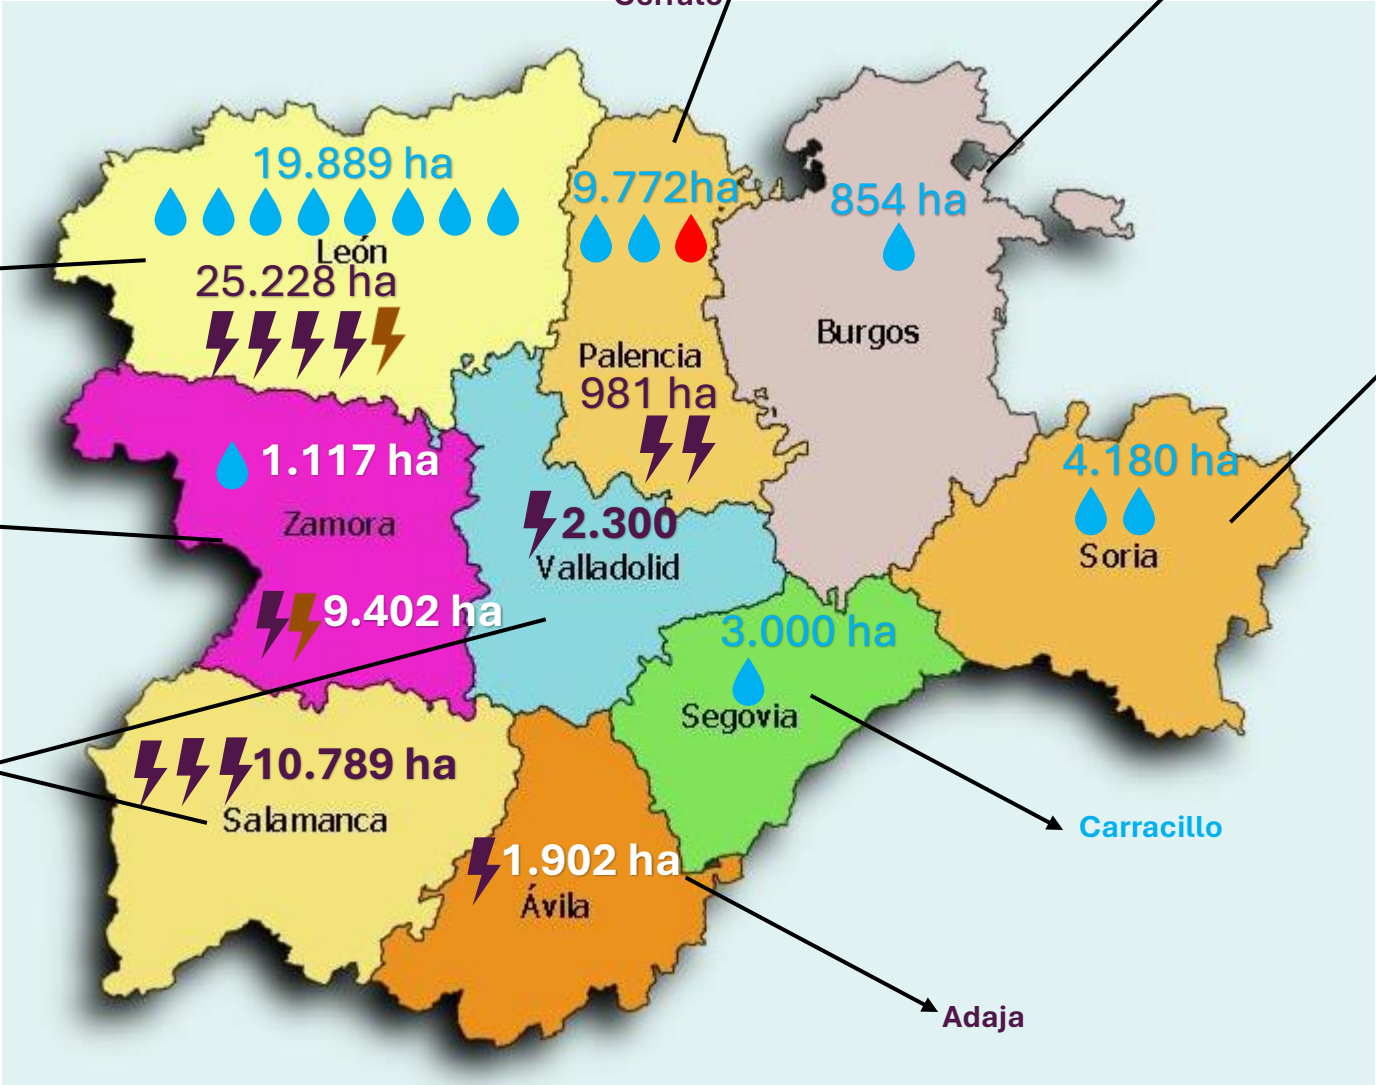 Cerrato
19.889 ha
León
25.228 ha
9.772ha
Palencia
981 ha
854 ha
Burgos
1.117 ha
Zamora
9.402 ha
2.300
Valladolid
4.180 ha
Soria
3.000 ha
Segovia
10.789 ha
Salamanca
1.902 ha
Ávila
Carracillo
Adaja